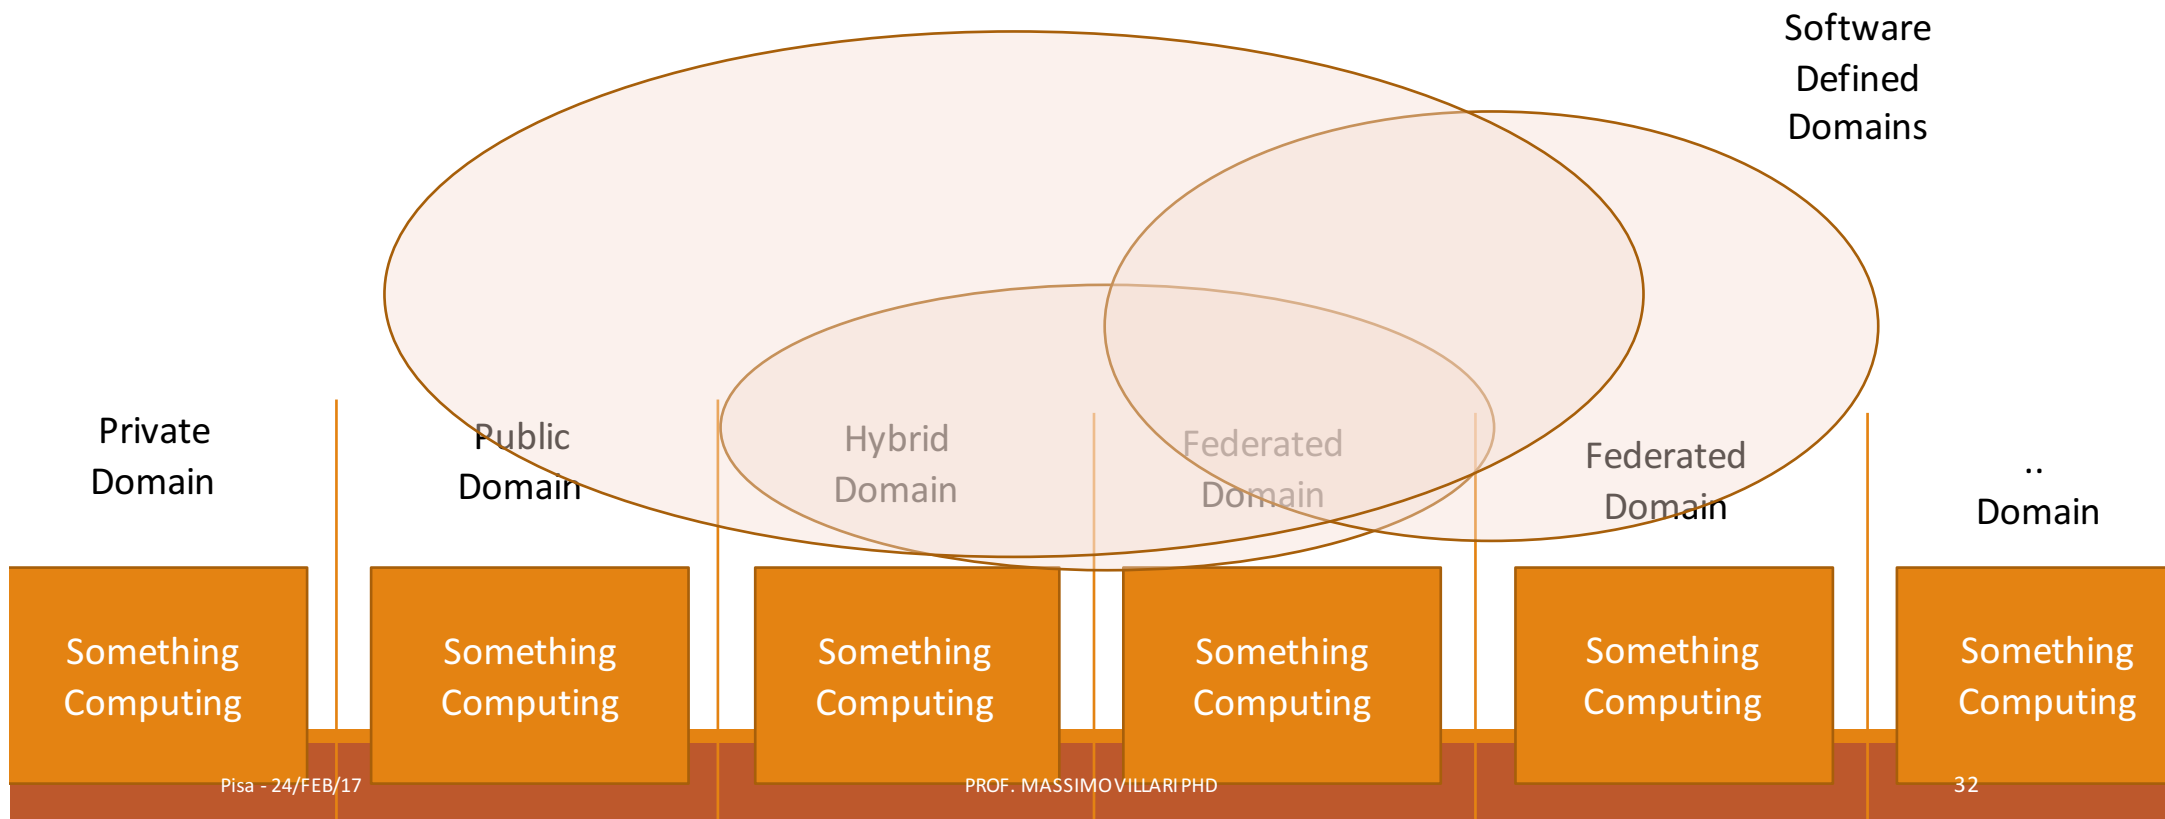 Software
Defined
Domains
Private
Domain
Public
Domain
Hybrid
Domain
Federated
Domain
Federated
Domain
..
Domain
Something
Computing
Something
Computing
Something
Computing
Something
Computing
Something
Computing
Something
Computing
Pisa - 24/FEB/17
PROF. MASSIMO VILLARI PHD
32